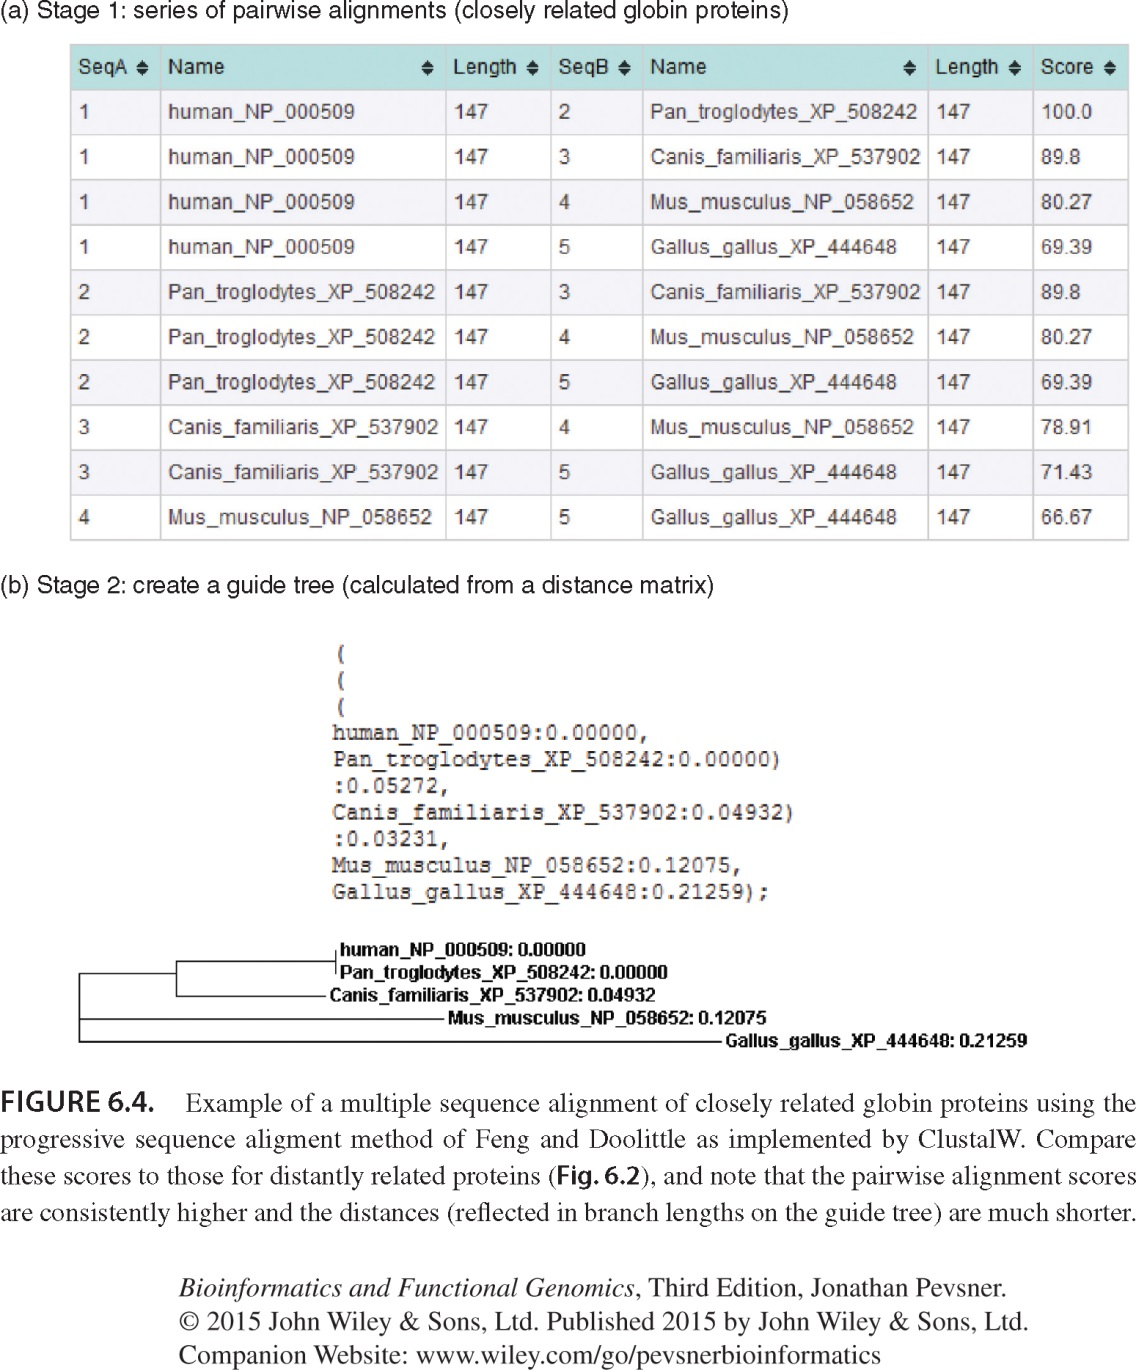 (a) Stage 1: series of pairwise alignments (closely related globin proteins)
SeqA Name Length SeqB Name Length Score
1 human_NP_000509 147 2 Pan_troglodytes_XP_508242 147 100.0
1 human_NP_000509 147 3 Canis_familiaris_XP_537902 147 89.8
1 human_NP_000509 147 4 Mus_musculus_NP_058652 147 80.27
1 human_NP_000509 147 5 Gallus_gallus_XP_444648 147 69.39
2 Pan_troglodytes_XP_508242 147 3 Canis_familiaris_XP_537902 147 89.8
2 Pan_troglodytes_XP_508242 147 4 Mus_musculus_NP_058652 147 80.27
2 Pan_troglodytes_XP_508242 147 5 Gallus_gallus_XP_444648 147 69.39
3 Canis_familiaris_XP_537902 147 4 Mus_musculus_NP_058652 147 78.91
3 Canis_familiaris_XP_537902 147 5 Gallus_gallus_XP_444648 147 71.43
4 Mus_musculus_NP_058652 147 5 Gallus_gallus_XP_444648 147 66.67
(b) Stage 2: create a guide tree (calculated from a distance matrix)
(
(
(
human_NP_000509:0.00000,
Pan_troglodytes_XP_508242:0.00000)
:0.05272,
Canis_familiaris_XP_537902:0.04932)
:0.03231,
Mus_musculus_NP_058652:0.12075,
Gallus_gallus_XP_444648:0.21259);
human_NP_000509: 0.00000
Pan_troglodytes_XP_508242: 0.00000
Canis_familiaris_XP_537902: 0.04932
Mus_musculus_NP_058652: 0.12075
Gallus_gallus_XP_444648: 0.21259
FIGURE 6.4. Example of a multiple sequence alignment of closely related globin proteins using the
progressive sequence aligment method of Feng and Doolittle as implemented by ClustalW. Compare
these scores to those for distantly related proteins (Fig. 6.2), and note that the pairwise alignment scores
are consistently higher and the distances (reflected in branch lengths on the guide tree) are much shorter.
Bioinformatics and Functional Genomics, Third Edition, Jonathan Pevsner.
© 2015 John Wiley & Sons, Ltd. Published 2015 by John Wiley & Sons, Ltd.
Companion Website: www.wiley.com/go/pevsnerbioinformatics